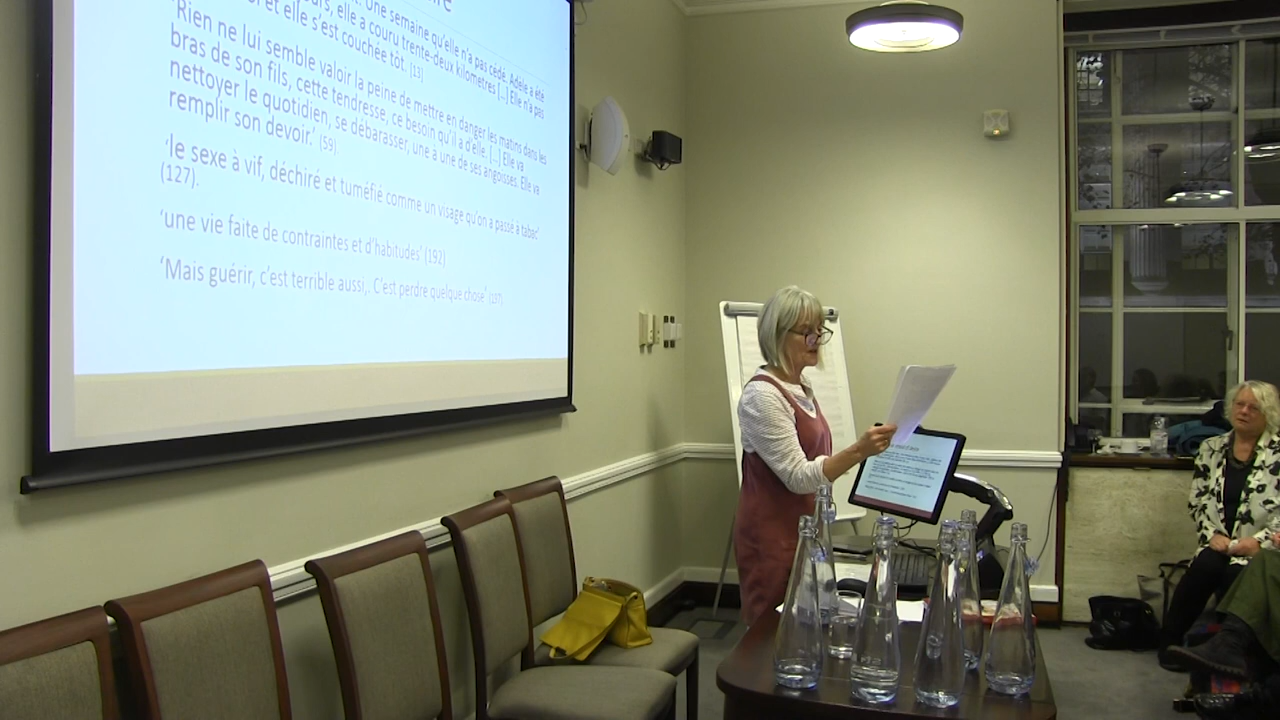 Une semaine qu'elle n'a pas cédé. Adèle a été
elle a couru trente-deux kilomètres [...] Elle n'a pas
et elle s'est couchée tôt. (13)
'Rien ne lui semble valoir la peine de mettre en danger les matins dans les
bras de son fils, cette tendresse, ce besoin qu'il a d'elle. [...] Elle va
nettoyer le quotidien, se débarasser, une à une de ses angoisses. Elle va
remplir son devoir.' (59).
'le sexe à vif, déchiré et tuméfié comme un visage qu'on a passé à tabac'
(127).
'une vie faite de contraintes et d'habitudes' (192)
'Mais guérir, c'est terrible aussi,. C'est perdre quelque chose'